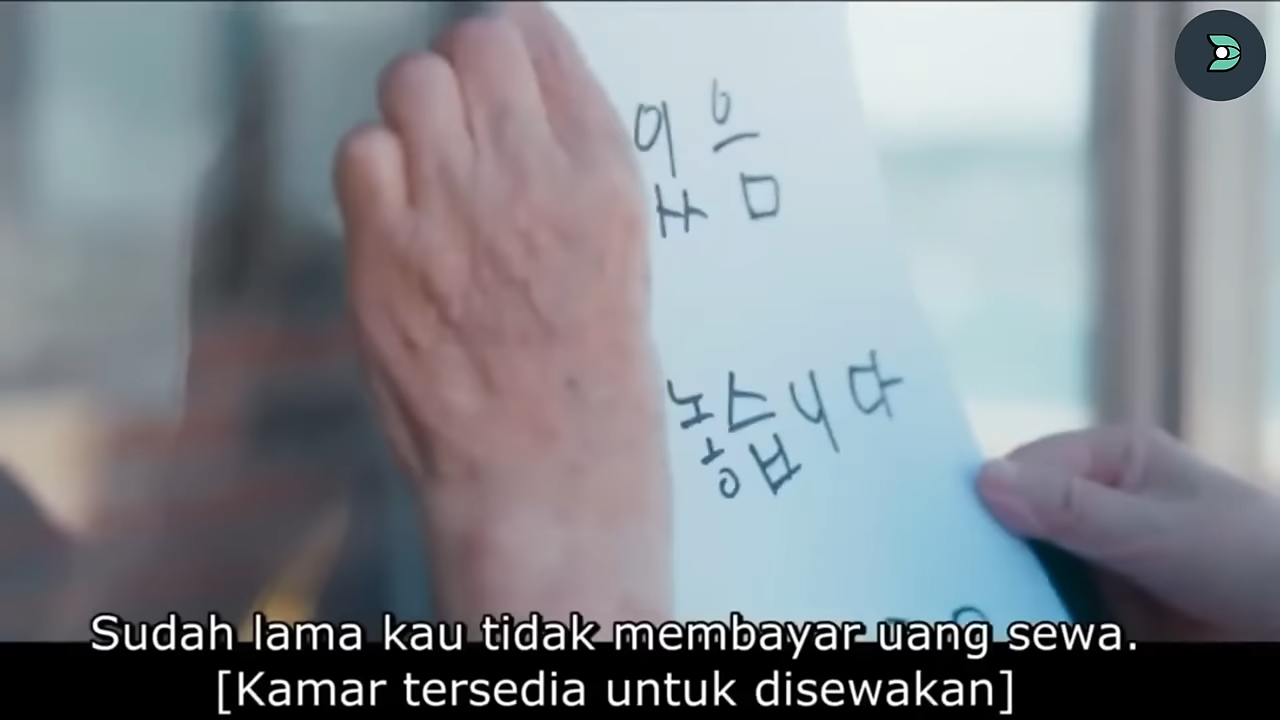 있음
놓습니다
Sudah lama kau tidak membayar uang sewa.
[Kamar tersedia untuk disewakan]